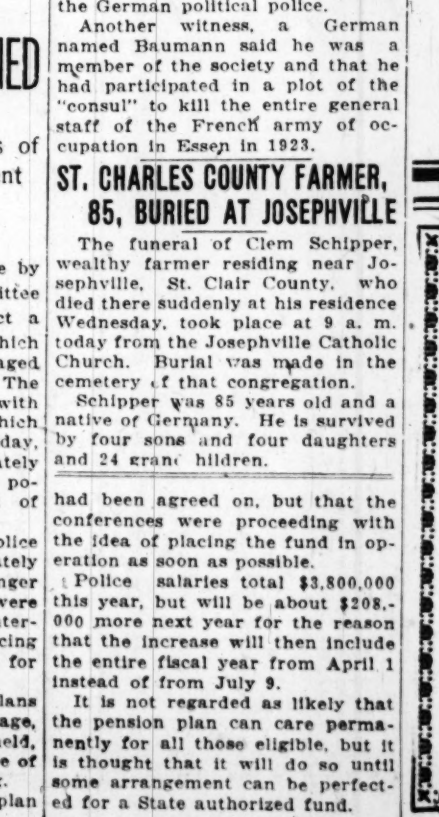 the German political police.
Another witness, a German
named Baumann said he was a
member of the society and that he
had participated in a plot of the
"consul" to kill the entire general
staff of the French army of oc-
cupation in Essen in 1923.
ST. CHARLES COUNTY FARMER,
85, BURIED AT JOSEPHVILLE
The funeral of Clem Schipper,
wealthy farmer residing near Jo-
sephville, St. Clair County, who
died there suddenly at his residence
Wednesday, took place at 9 a. m.
today from the Josephville Catholic
Church. Burial was made in the
cemetery of that congregation.
Schipper was 85 years old and a
native of Germany. He is survived
by four sons and four daughters
and 24 grandchildren.
had been agreed on, but that the
conferences were proceeding with
the idea of placing the fund in op-
eration as soon as possible.
Police salaries total $3,800,000
this year, but will be about $208,-
000 more next year for the reason
that the increase will then include
the entire fiscal year from April 1
instead of from July 9.
It is not regarded as likely that
the pension plan can care perma-
nently for all those eligible, but it
is thought that it will do so until
some arrangement can be perfect-
ed for a State authorized fund.